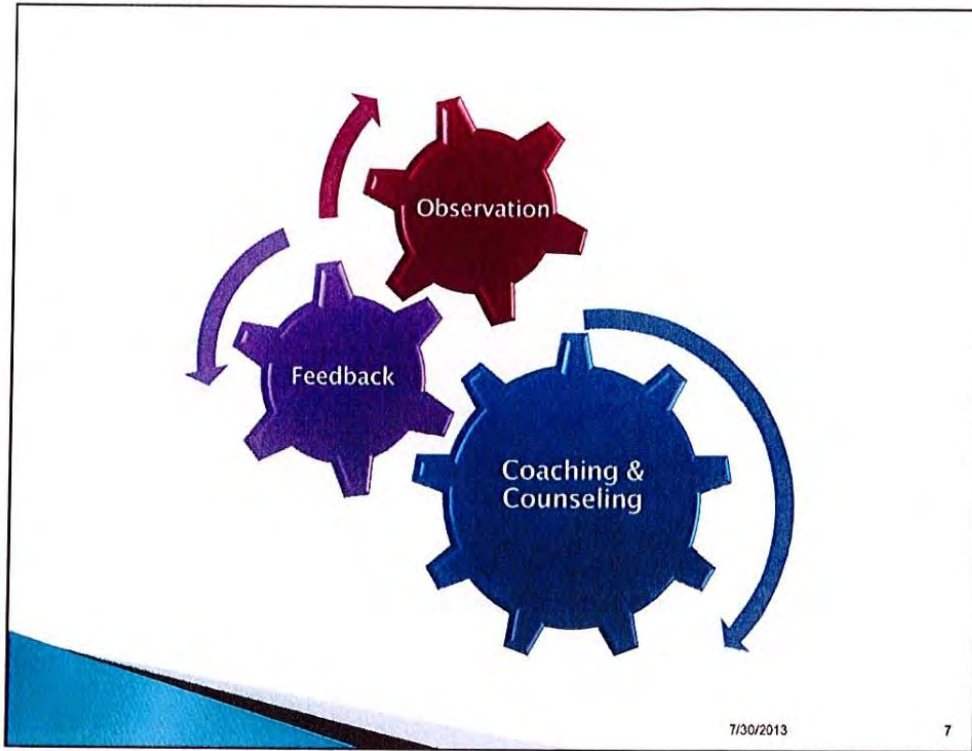 Observation
Feedback
Coaching &
Counseling
7/30/2013
7